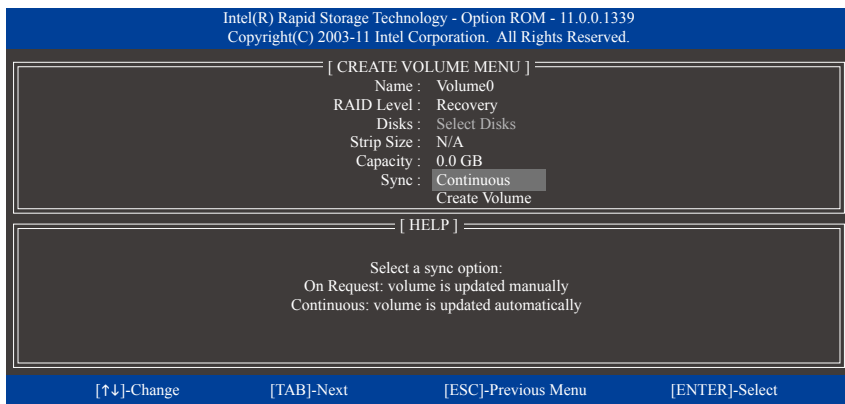 Intel(R) Rapid Storage Technology - Option ROM - 11.0.0.1339
Copyright(C) 2003-11 Intel Corporation. All Rights Reserved.
[ CREATE VOLUME MENU ]
Name : Volume0
RAID Level : Recovery
Disks : Select Disks
Strip Size : N/A
Capacity : 0.0 GB
Sync : Continuous
Create Volume
[ HELP ]
Select a sync option:
On Request: volume is updated manually
Continuous: volume is updated automatically
[↑↓]-Change [TAB]-Next [ESC]-Previous Menu [ENTER]-Select